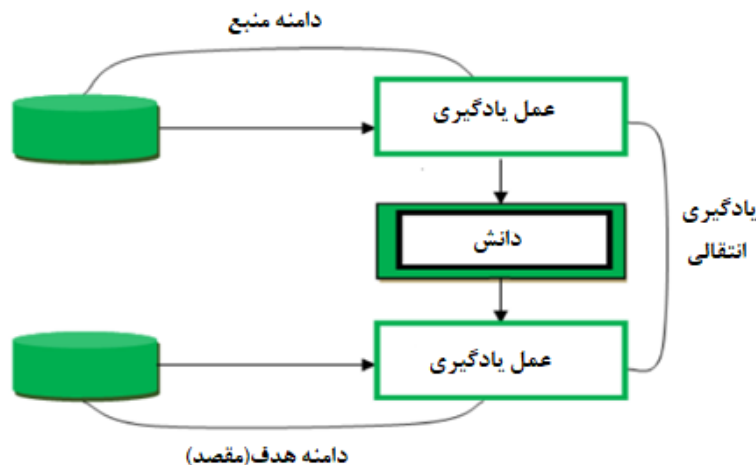 دامنه منبع
عمل یادگیری
یادگیری
انتقالی
دانش
عمل یادگیری
دامنه هدف(مقصد)